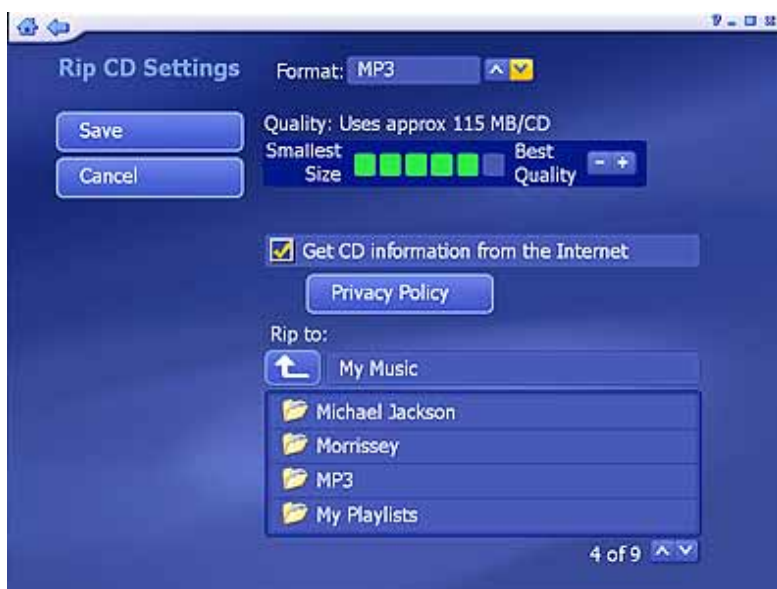 Rip CD Settings
Format: MP3
Save
Cancel
Quality: Uses approx 115 MB/CD
Smallest Size
Best Quality
- +
Get CD information from the Internet
Privacy Policy
Rip to:
My Music
Michael Jackson
Morrissey
MP3
My Playlists
4 of 9